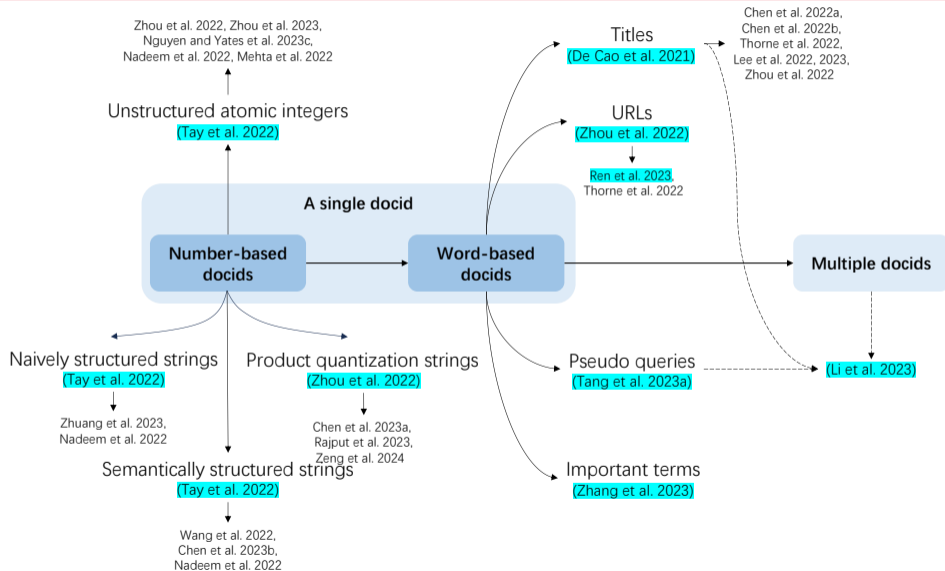 Zhou et al. 2022, Zhou et al. 2023,
Nguyen and Yates et al. 2023c,
Nadeem et al. 2022, Mehta et al. 2022
Unstructured atomic integers
(Tay et al. 2022)
Titles
(De Cao et al. 2021)
Chen et al. 2022a,
Chen et al. 2022b,
Thorne et al. 2022,
Lee et al. 2022, 2023,
Zhou et al. 2022
URLs
(Zhou et al. 2022)
Ren et al. 2023,
Thorne et al. 2022
A single docid
Number-based
docids
Word-based
docids
Multiple docids
Naively structured strings
(Tay et al. 2022)
Zhuang et al. 2023,
Nadeem et al. 2022
Product quantization strings
(Zhou et al. 2022)
Chen et al. 2023a,
Rajput et al. 2023,
Zeng et al. 2024
Pseudo queries
(Tang et al. 2023a)
(Li et al. 2023)
Semantically structured strings
(Tay et al. 2022)
Wang et al. 2022,
Chen et al. 2023b,
Nadeem et al. 2022
Important terms
(Zhang et al. 2023)